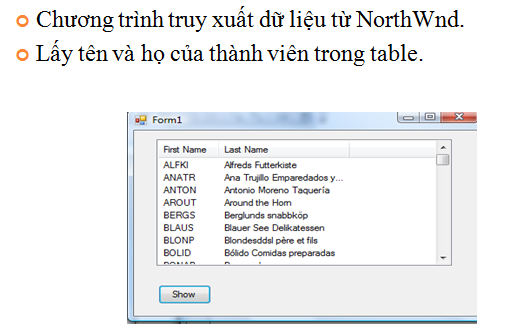 Chương trình truy xuất dữ liệu từ NorthWnd.
Lấy tên và họ của thành viên trong table.
Form1
First Name Last Name
ALFKI Alfreds Futterkiste
ANATR Ana Trujillo Emparedados y...
ANTON Antonio Moreno Taquería
AROUT Around the Horn
BERGS Berglunds snabbköp
BLAUS Blauer See Delikatessen
BLONP Blondesddsl père et fils
BOLID Bólido Comidas preparadas
Show